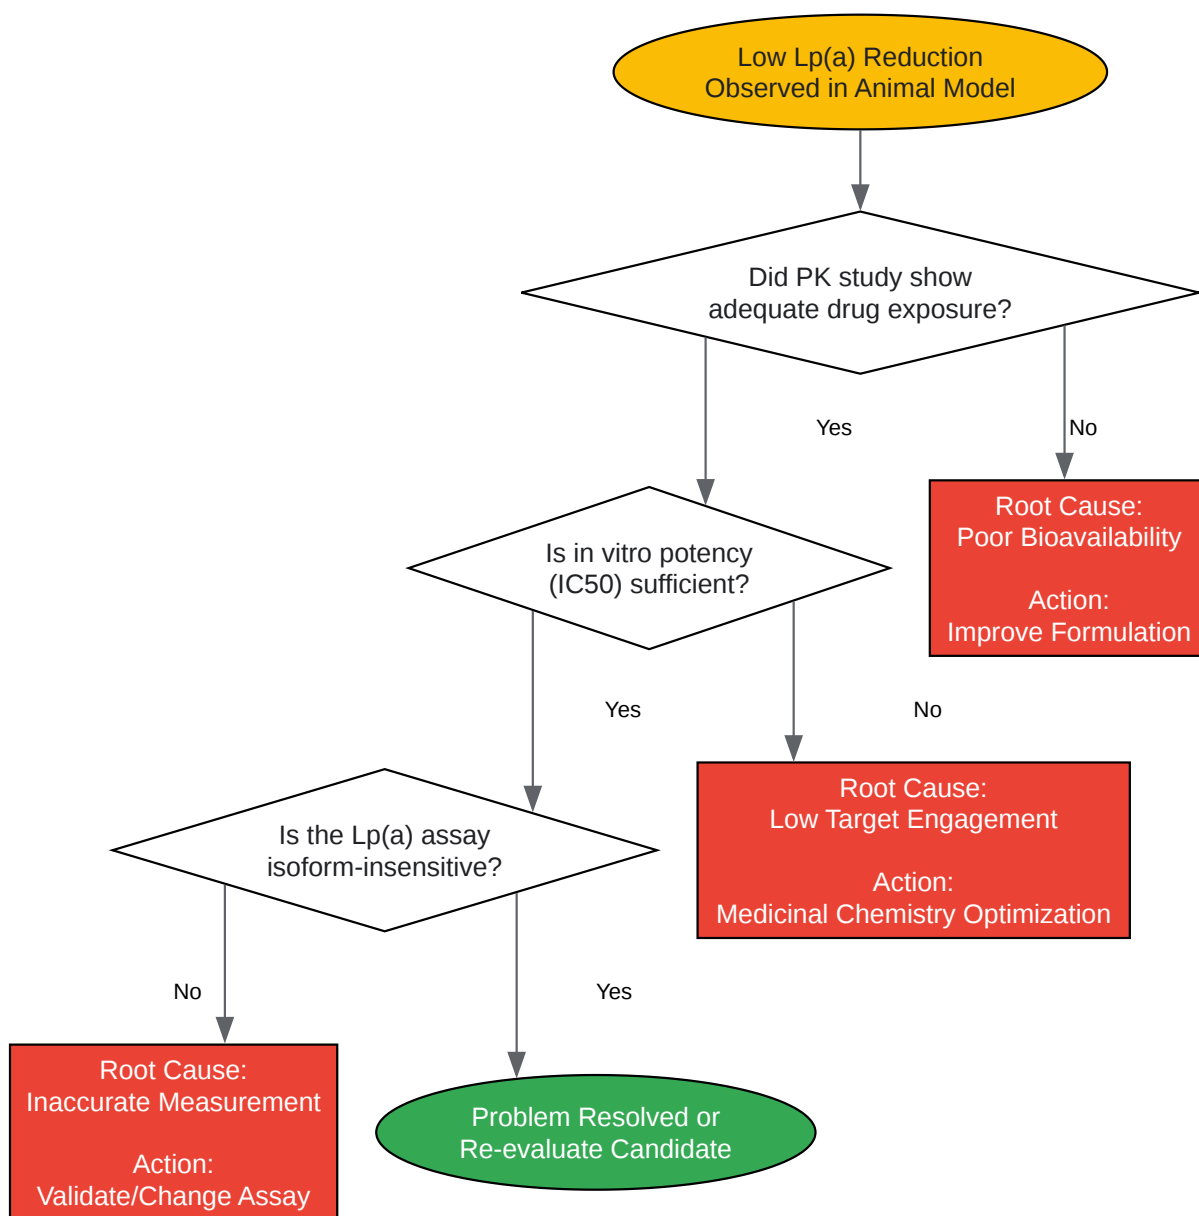 Low Lp(a) Reduction
Observed in Animal Model
Did PK study show
adequate drug exposure?
Yes
No
Root Cause:
Poor Bioavailability
Action:
Improve Formulation
Is in vitro potency
(IC50) sufficient?
Yes
No
Root Cause:
Low Target Engagement
Action:
Medicinal Chemistry Optimization
Is the Lp(a) assay
isoform-insensitive?
No
Yes
Root Cause:
Inaccurate Measurement
Action:
Validate/Change Assay
Problem Resolved or
Re-evaluate Candidate